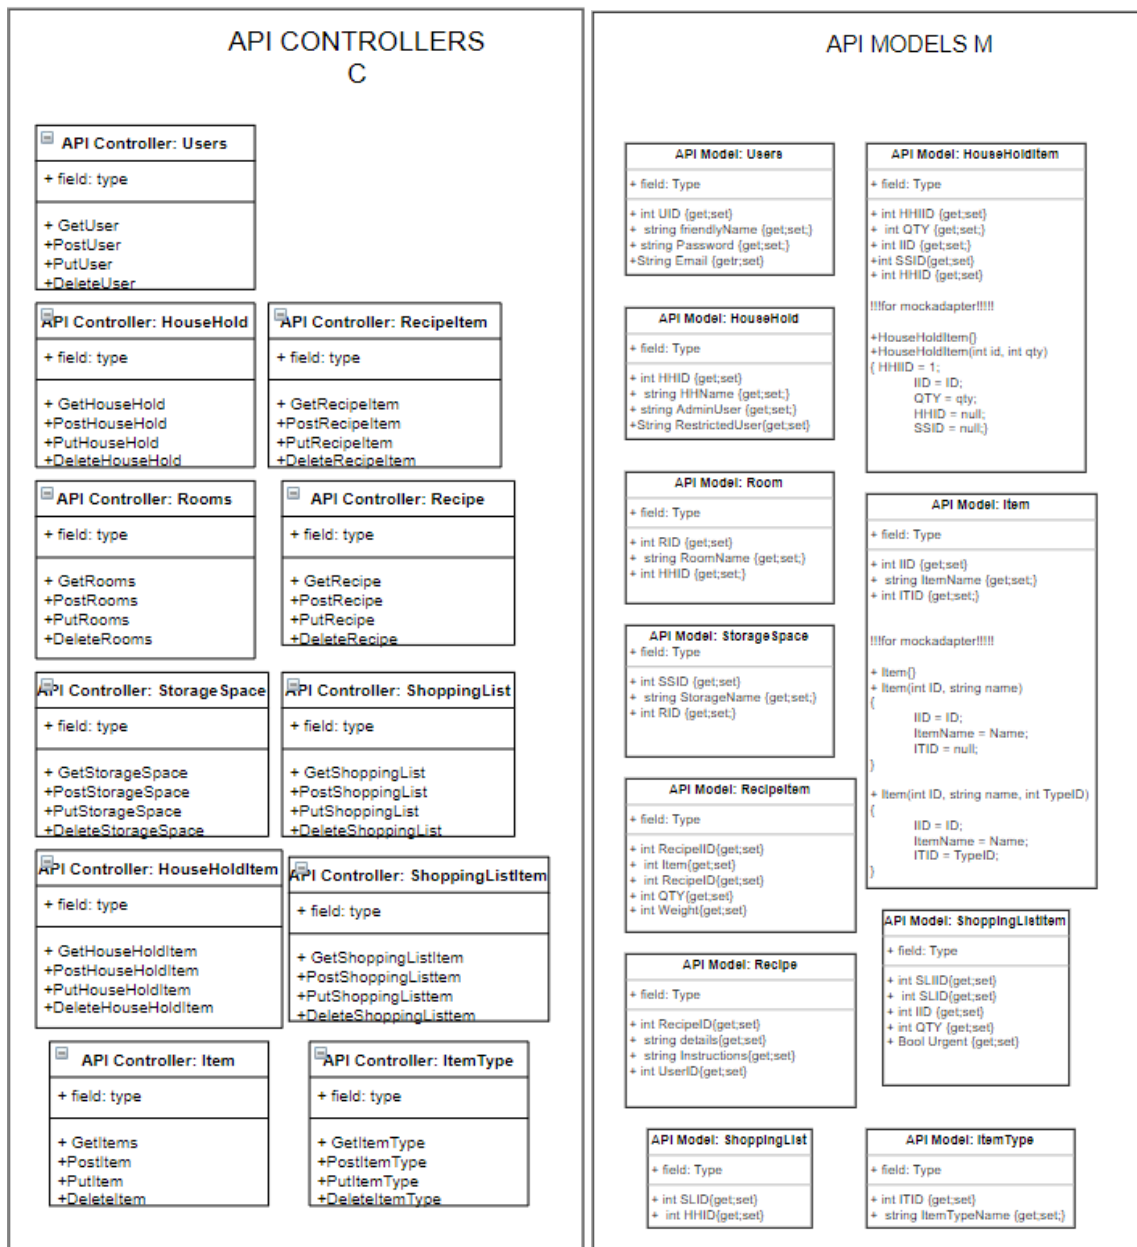 API CONTROLLERS
C
API Controller: Users
+ field: type
+ GetUser
+PostUser
+PutUser
+DeleteUser
API Controller: HouseHold
+ field: type
+ GetHouseHold
+PostHouseHold
+PutHouseHold
+DeleteHouseHold
API Controller: RecipeItem
+ field: type
+ GetRecipeItem
+PostRecipeItem
+PutRecipeItem
+DeleteRecipeItem
API Controller: Rooms
+ field: type
+ GetRooms
+PostRooms
+PutRooms
+DeleteRooms
API Controller: Recipe
+ field: type
+ GetRecipe
+PostRecipe
+PutRecipe
+DeleteRecipe
API Controller: StorageSpace
+ field: type
+ GetStorageSpace
+PostStorageSpace
+PutStorageSpace
+DeleteStorageSpace
API Controller: ShoppingList
+ field: type
+ GetShoppingList
+PostShoppingList
+PutShoppingList
+DeleteShoppingList
API Controller: HouseHoldItem
+ field: type
+ GetHouseHoldItem
+PostHouseHoldItem
+PutHouseHoldItem
+DeleteHouseHoldItem
API Controller: ShoppingListItem
+ field: type
+ GetShoppingListItem
+PostShoppingListtem
+PutShoppingListtem
+DeleteShoppingListtem
API Controller: Item
+ field: type
+ GetItems
+PostItem
+PutItem
+DeleteItem
API Controller: ItemType
+ field: type
+ GetItemType
+PostItemType
+PutItemType
+DeleteItemType
API MODELS M
API Model: Users
+ field: Type
+ int UID {get;set}
+ string friendlyName {get;set;}
+ string Password {get;set;}
+String Email {getr;set}
API Model: HouseHold
+ field: Type
+ int HHID {get;set}
+ string HHName {get;set;}
+ string AdminUser {get;set;}
+String RestrictedUser{get;set}
API Model: Room
+ field: Type
+ int RID {get;set}
+ string RoomName {get;set;}
+ int HHID {get;set;}
API Model: StorageSpace
+ field: Type
+ int SSID {get;set}
+ string StorageName {get;set;}
+ int RID {get;set;}
API Model: RecipeItem
+ field: Type
+ int RecipeIID{get;set}
+ int Item{get;set}
+ int RecipeID{get;set}
+ int QTY{get;set}
+ int Weight{get;set}
API Model: Recipe
+ field: Type
+ int RecipeID{get;set}
+ string details{get;set}
+ string Instructions{get;set}
+ int UserID{get;set}
API Model: ShoppingList
+ field: Type
+ int SLID{get;set}
+ int HHID{get;set}
API Model: HouseHoldItem
+ field: Type
+ int HHIID {get;set}
+ int QTY {get;set;}
+ int IID {get;set;}
+int SSID{get;set}
+ int HHID {get;set}
!!!for mockadapter!!!!!
+HouseHoldItem{}
+HouseHoldItem(int id, int qty)
{ HHIID = 1;
IID = ID;
QTY = qty;
HHID = null;
SSID = null;}
API Model: Item
+ field: Type
+ int IID {get;set}
+ string ItemName {get;set;}
+ int ITID {get;set;}
!!!for mockadapter!!!!!
+ Item{}
+ Item(int ID, string name)
{
IID = ID;
ItemName = Name;
ITID = null;
}
+ Item(int ID, string name, int TypeID)
{
IID = ID;
ItemName = Name;
ITID = TypeID;
}
API Model: ShoppingListItem
+ field: Type
+ int SLIID{get;set}
+ int SLID{get;set}
+ int IID {get;set}
+ int QTY {get;set}
+ Bool Urgent {get;set}
API Model: ItemType
+ field: Type
+ int ITID {get;set}
+ string ItemTypeName {get;set;}